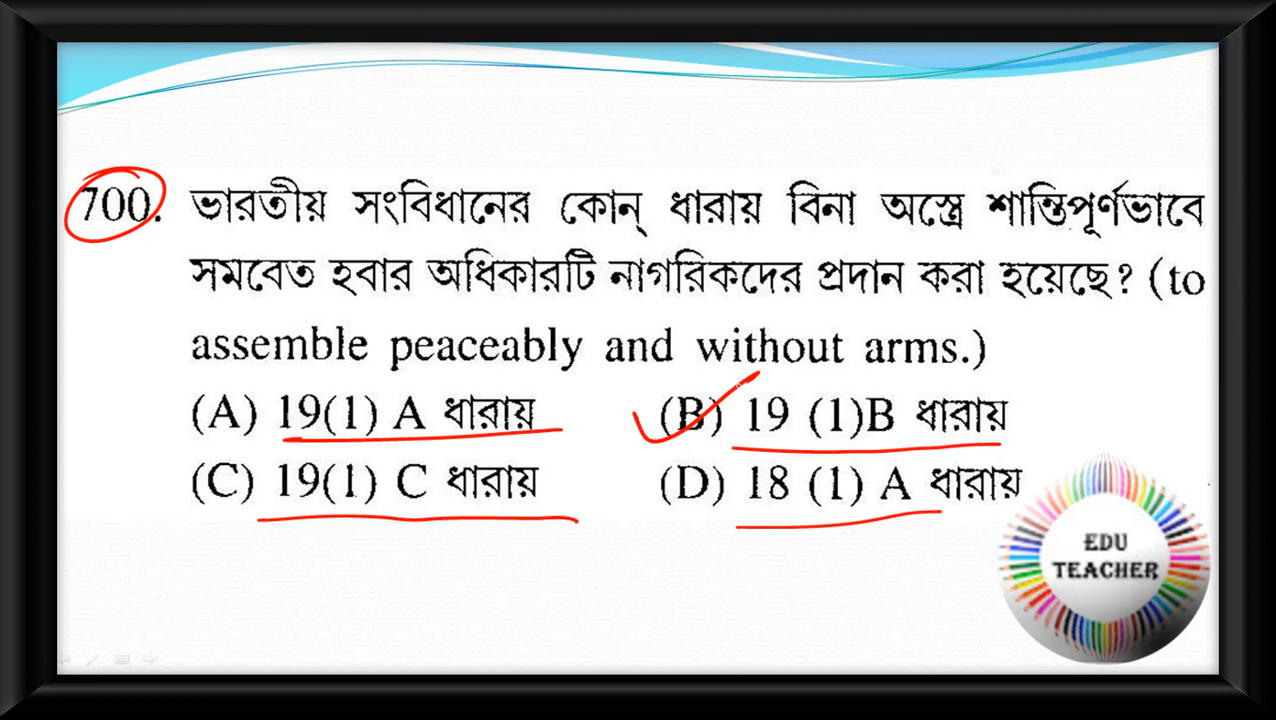 700. ভারতীয় সংবিধানের কোন্ ধারায় বিনা অস্ত্রে শান্তিপূর্ণভাবে
সমবেত হবার অধিকারটি নাগরিকদের প্রদান করা হয়েছে? (to
assemble peaceably and without arms.)
(A) 19(1) A ধারায় (B) 19 (1)B ধারায়
(C) 19(1) C ধারায় (D) 18 (1) A ধারায়
EDU
TEACHER